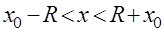 x₀ − R < x < R + x₀